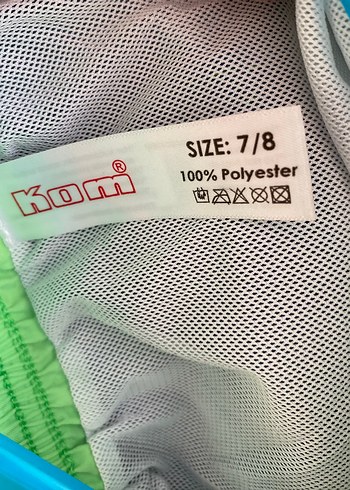 Kom®
SIZE: 7/8
100% Polyester